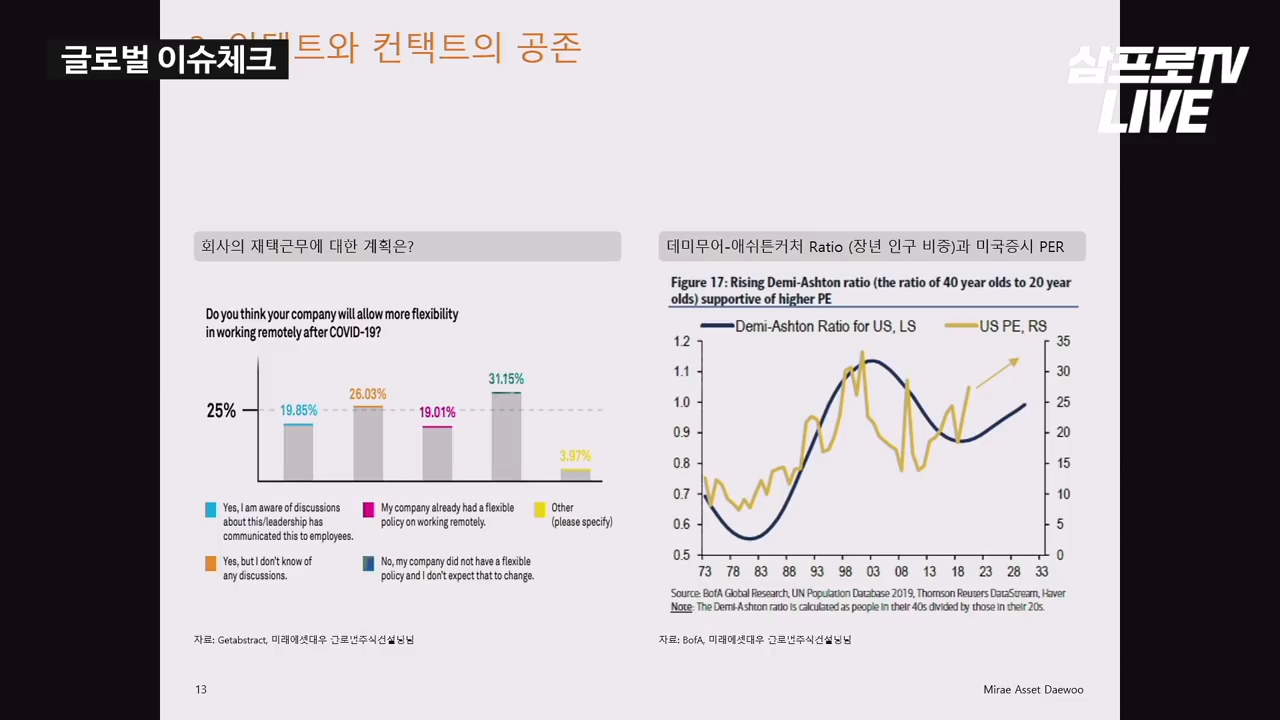 트와 컨택트의 공존
글로벌 이슈체크
삼프로TV
LIVE
회사의 재택근무에 대한 계획은?
Do you think your company will allow more flexibility
in working remotely after COVID-19?
25%
19.85%
26.03%
19.01%
31.15%
3.97%
Yes, I am aware of discussions
about this/leadership has
communicated this to employees.
My company already had a flexible
policy on working remotely.
Other
(please specify)
Yes, but I don't know of
any discussions.
No, my company did not have a flexible
policy and I don't expect that to change.
자료: Getabstract, 미래에셋대우
데미무어-애쉬튼커처 Ratio (장년 인구 비중)과 미국증시 PER
Figure 17: Rising Demi-Ashton ratio (the ratio of 40 year olds to 20 year
olds) supportive of higher PE
Demi-Ashton Ratio for US, LS
US PE, RS
1.2
1.1
1.0
0.9
0.8
0.7
0.6
0.5
35
30
25
20
15
10
5
0
73 78 83 88 93 98 03 08 13 18 23 28 33
Source: BofA Global Research, UN Population Database 2019, Thomson Reuters DataStream, Haver
Note: The Demi-Ashton ratio is calculated as people in their 40s divided by those in their 20s.
자료: BofA, 미래에셋대우
13
Mirae Asset Daewoo